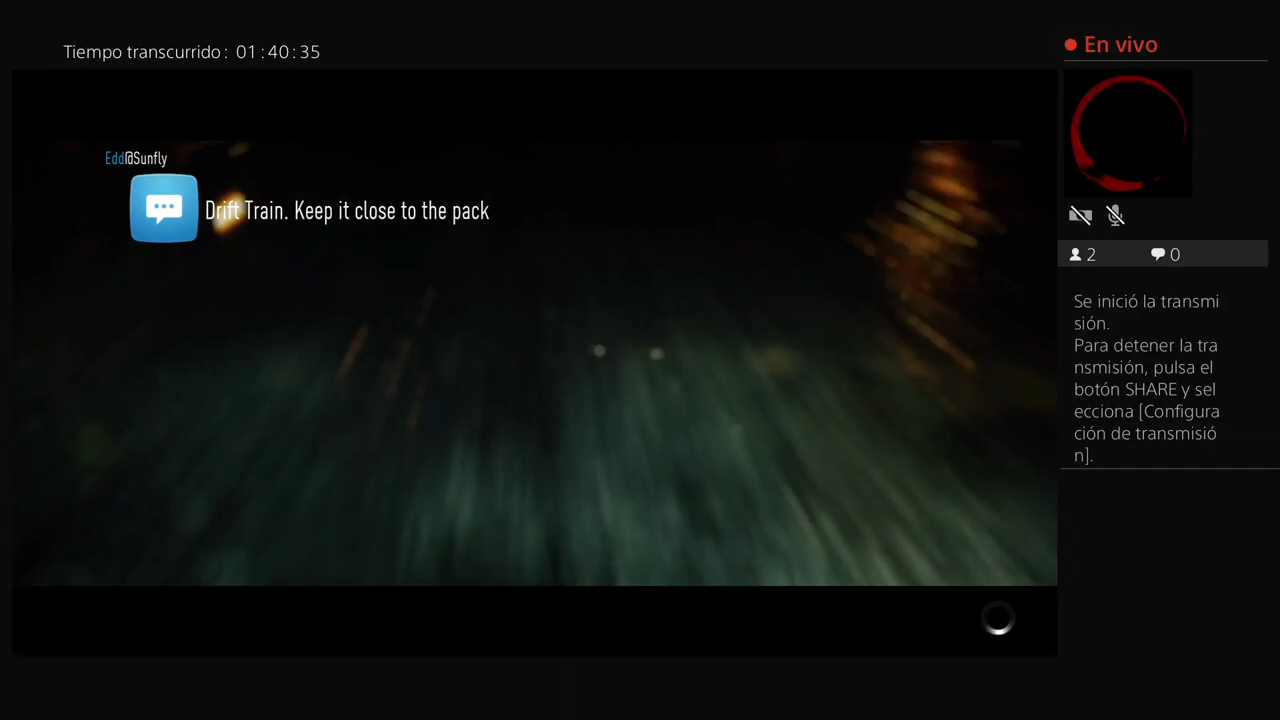 Tiempo transcurrido: 01:40:35
En vivo
Edd@Sunfly
Drift Train. Keep it close to the pack
2
0
Se inició la transmi
sión.
Para detener la tra
nsmisión, pulsa el
botón SHARE y sel
ecciona [Configura
ción de transmisió
n].